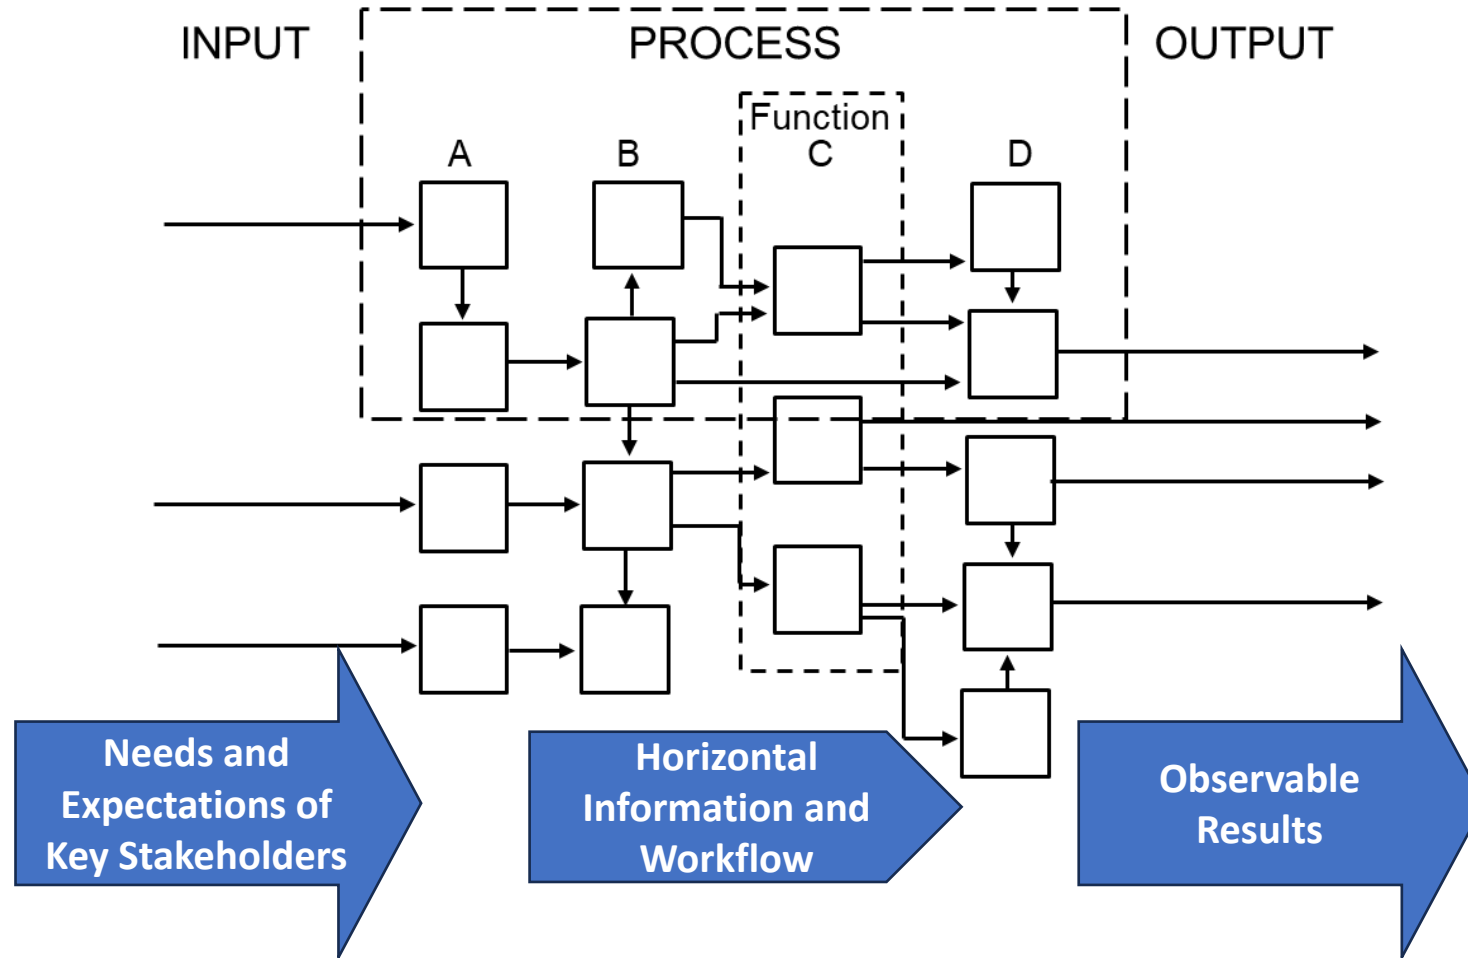 INPUT
PROCESS
OUTPUT
Function
A
B
C
D
Needs and
Expectations of
Key Stakeholders
Horizontal
Information and
Workflow
Observable
Results